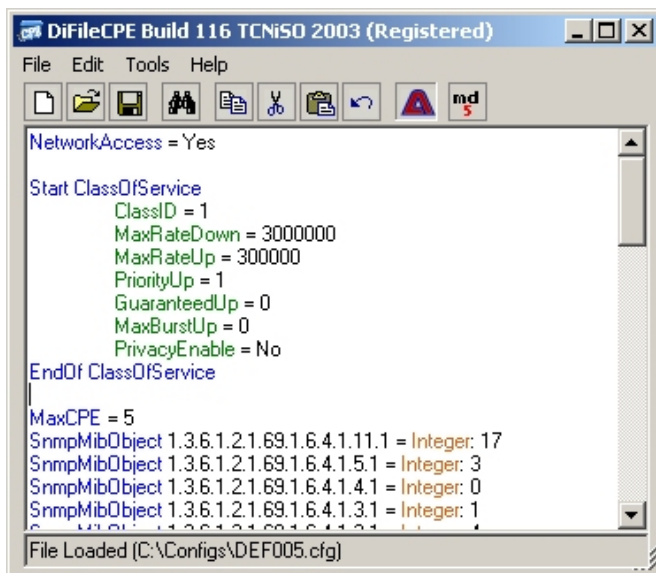 DiFileCPE Build 116 TCNiSO 2003 (Registered)
File Edit Tools Help
md5
NetworkAccess = Yes
Start ClassOfService
ClassID = 1
MaxRateDown = 3000000
MaxRateUp = 300000
PriorityUp = 1
GuaranteedUp = 0
MaxBurstUp = 0
PrivacyEnable = No
EndOf ClassOfService
MaxCPE = 5
SnmpMibObject 1.3.6.1.2.1.69.1.6.4.1.11.1 = Integer: 17
SnmpMibObject 1.3.6.1.2.1.69.1.6.4.1.5.1 = Integer: 3
SnmpMibObject 1.3.6.1.2.1.69.1.6.4.1.4.1 = Integer: 0
SnmpMibObject 1.3.6.1.2.1.69.1.6.4.1.3.1 = Integer: 1
File Loaded (C:\Configs\DEF005.cfg)